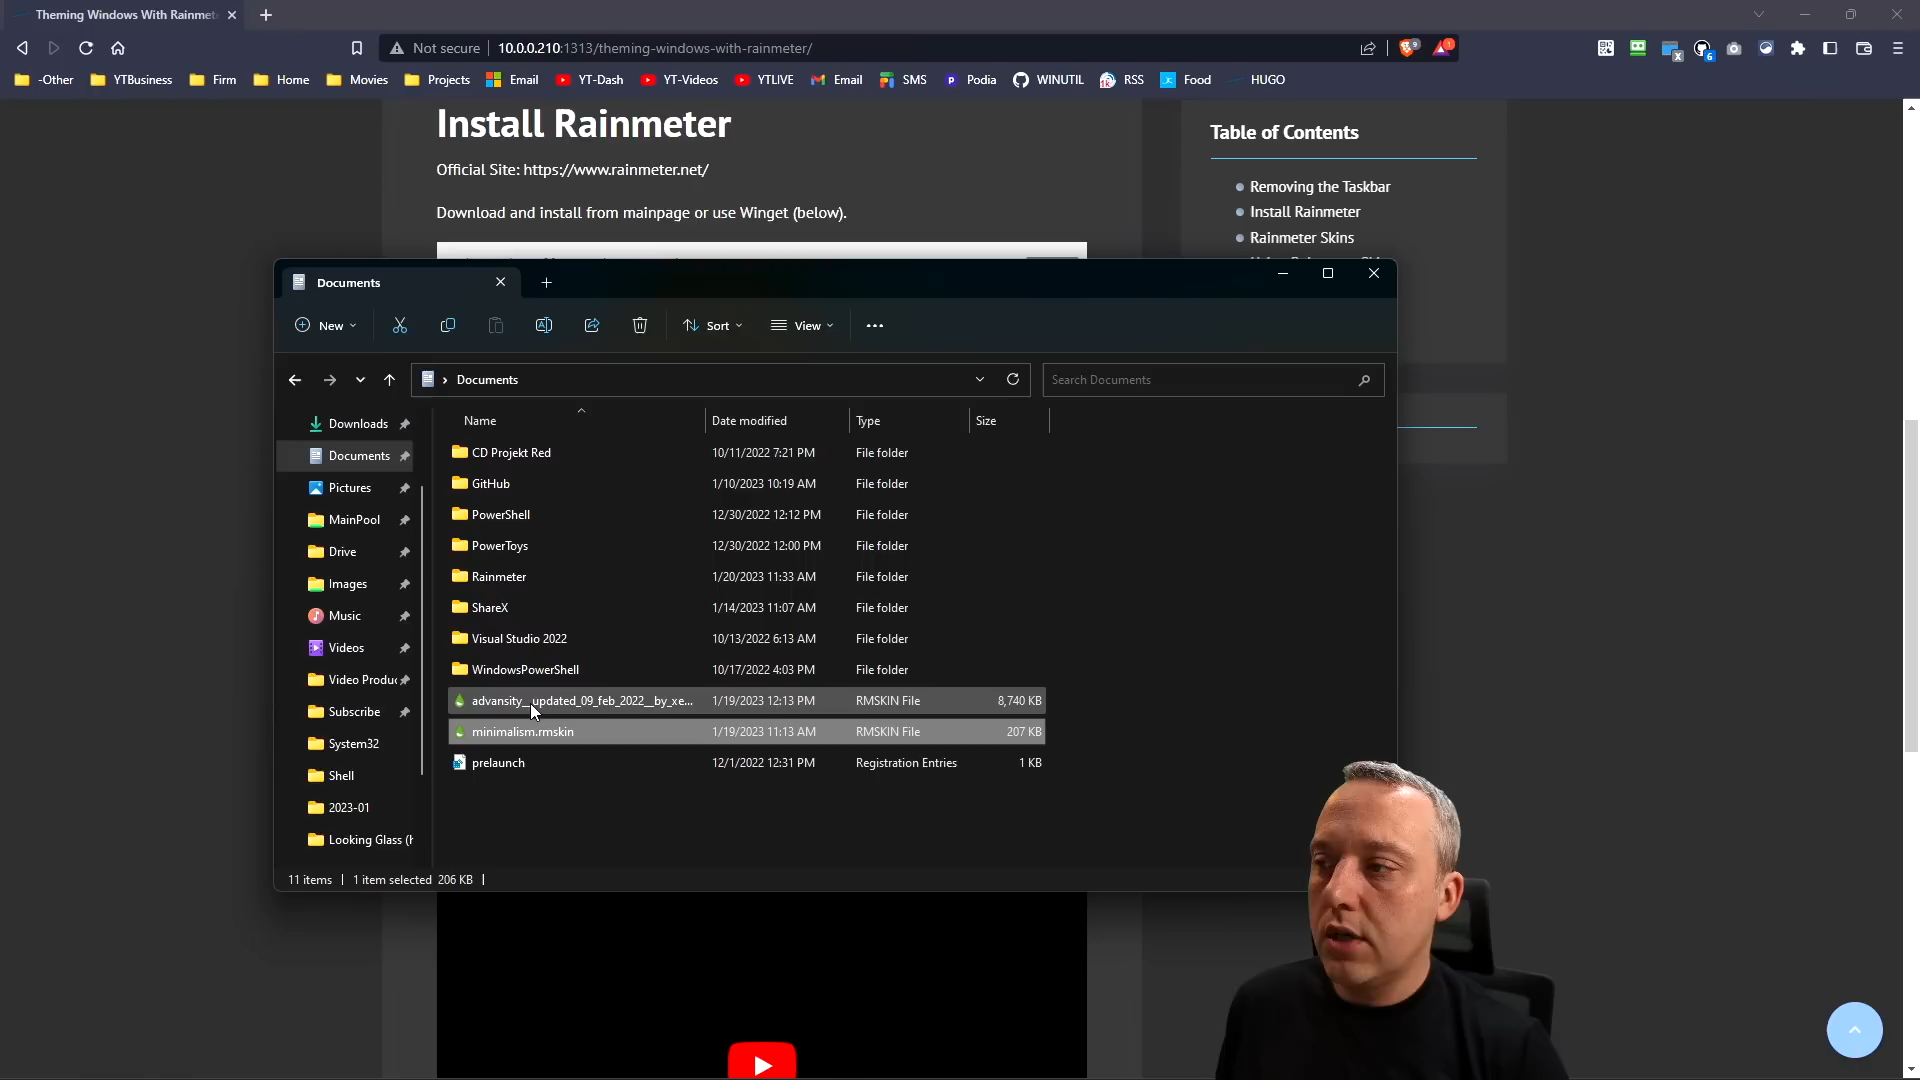 Theming Windows With Rainmet
Not secure 10.0.0.210:1313/theming-windows-with-rainmeter/
9 1
X 6
-Other YTBusiness Firm Home Movies Projects Email YT-Dash YT-Videos YTLIVE Email SMS Podia WINUTIL 1k RSS Food HUGO
Install Rainmeter
Official Site: https://www.rainmeter.net/
Download and install from mainpage or use Winget (below).
Table of Contents
Removing the Taskbar
Install Rainmeter
Rainmeter Skins
Documents
New Sort View
Documents
Search Documents
Name Date modified Type Size
Downloads
Documents
Pictures
MainPool
Drive
Images
Music
Videos
Video Produc
Subscribe
System32
Shell
2023-01
Looking Glass (h
CD Projekt Red 10/11/2022 7:21 PM File folder
GitHub 1/10/2023 10:19 AM File folder
PowerShell 12/30/2022 12:12 PM File folder
PowerToys 12/30/2022 12:00 PM File folder
Rainmeter 1/20/2023 11:33 AM File folder
ShareX 1/14/2023 11:07 AM File folder
Visual Studio 2022 10/13/2022 6:13 AM File folder
WindowsPowerShell 10/17/2022 4:03 PM File folder
advansity__updated_09_feb_2022__by_xe... 1/19/2023 12:13 PM RMSKIN File 8,740 KB
minimalism.rmskin 1/19/2023 11:13 AM RMSKIN File 207 KB
prelaunch 12/1/2022 12:31 PM Registration Entries 1 KB
11 items 1 item selected 206 KB